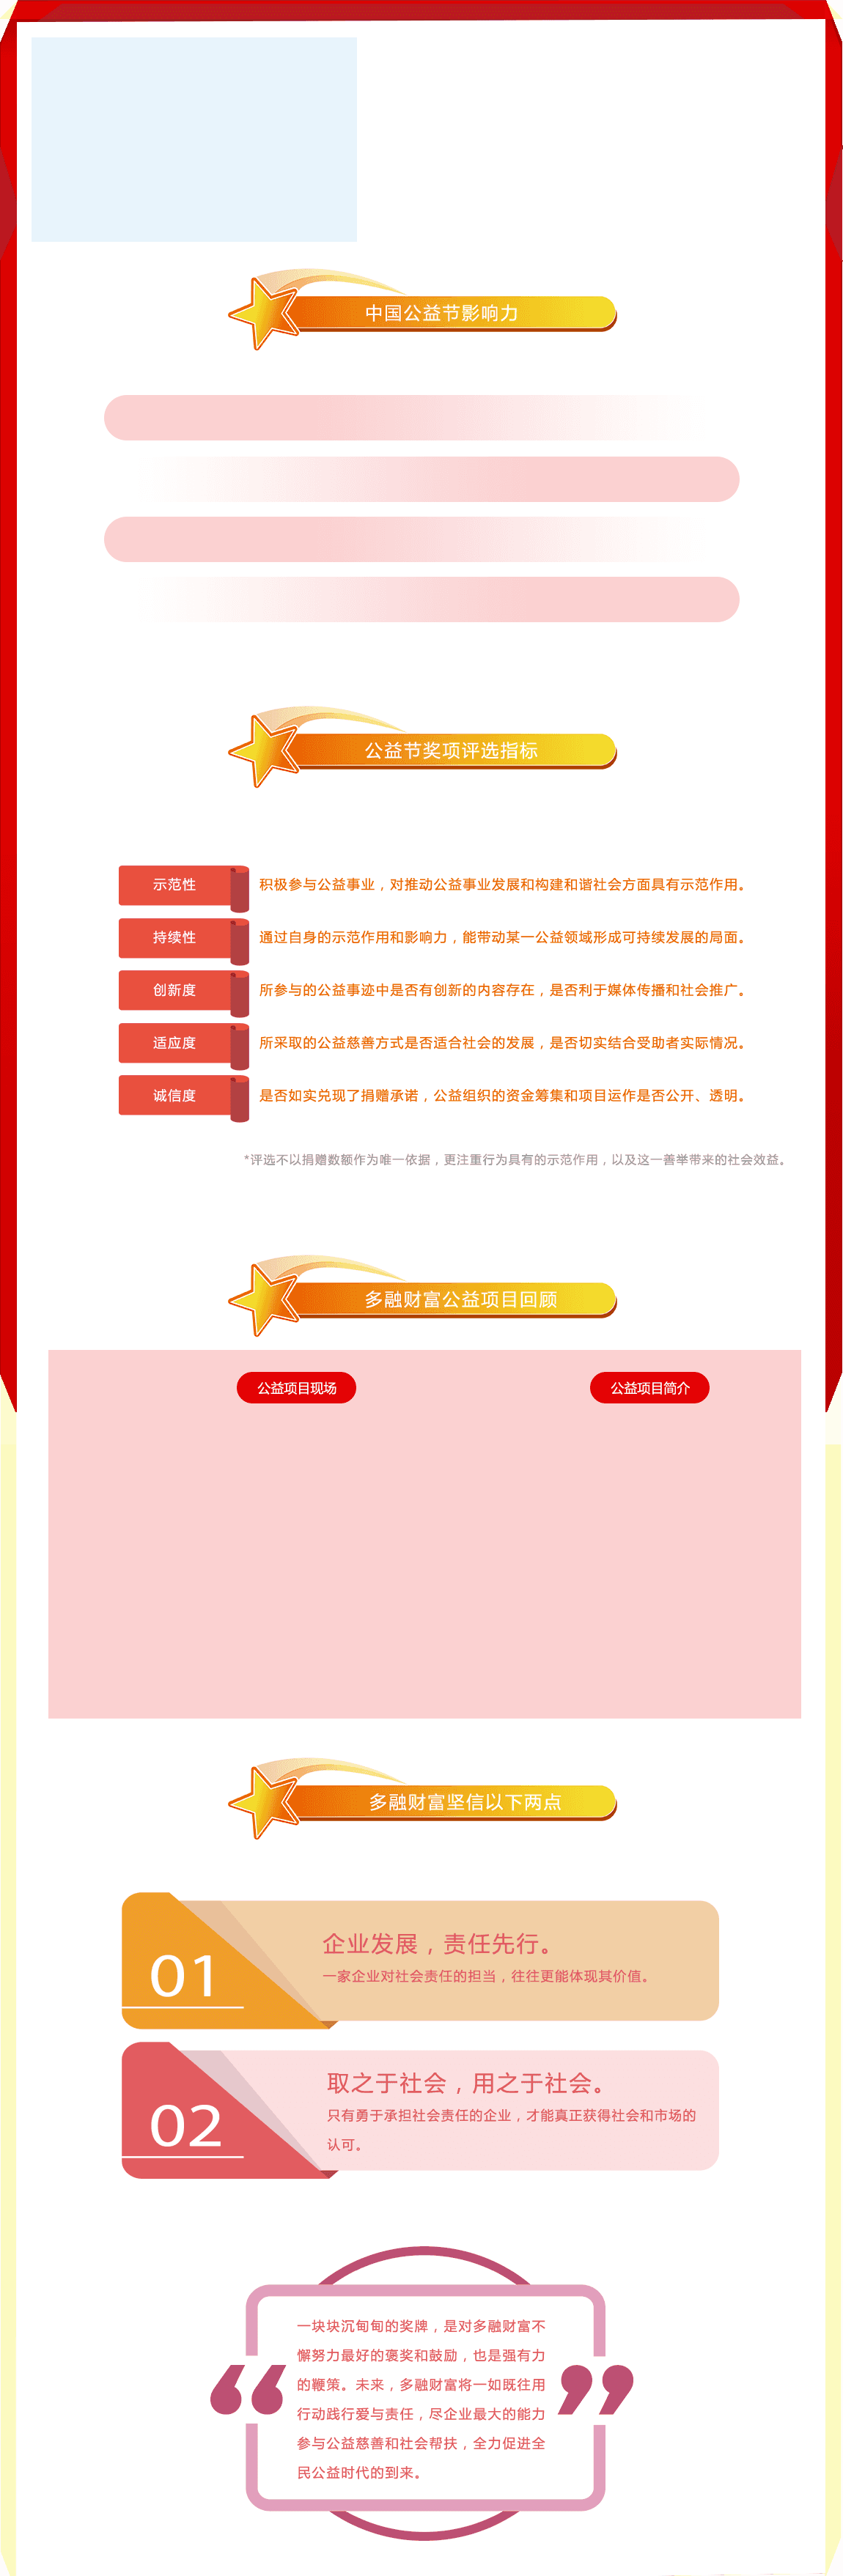 中国公益节影响力
公益节奖项评选指标
示范性
积极参与公益事业，对推动公益事业发展和构建和谐社会方面具有示范作用。
持续性
通过自身的示范作用和影响力，能带动某一公益领域形成可持续发展的局面。
创新度
所参与的公益事迹中是否有创新的内容存在，是否利于媒体传播和社会推广。
适应度
所采取的公益慈善方式是否适合社会的发展，是否切实结合受助者实际情况。
诚信度
是否如实兑现了捐赠承诺，公益组织的资金筹集和项目运作是否公开、透明。
*评选不以捐赠数额作为唯一依据，更注重行为具有的示范作用，以及这一善举带来的社会效益。
多融财富公益项目回顾
公益项目现场
公益项目简介
多融财富坚信以下两点
01
企业发展，责任先行。
一家企业对社会责任的担当，往往更能体现其价值。
02
取之于社会，用之于社会。
只有勇于承担社会责任的企业，才能真正获得社会和市场的
认可。
一块块沉甸甸的奖牌，是对多融财富不
懈努力最好的褒奖和鼓励，也是强有力
的鞭策。未来，多融财富将一如既往用
行动践行爱与责任，尽企业最大的能力
参与公益慈善和社会帮扶，全力促进全
民公益时代的到来。